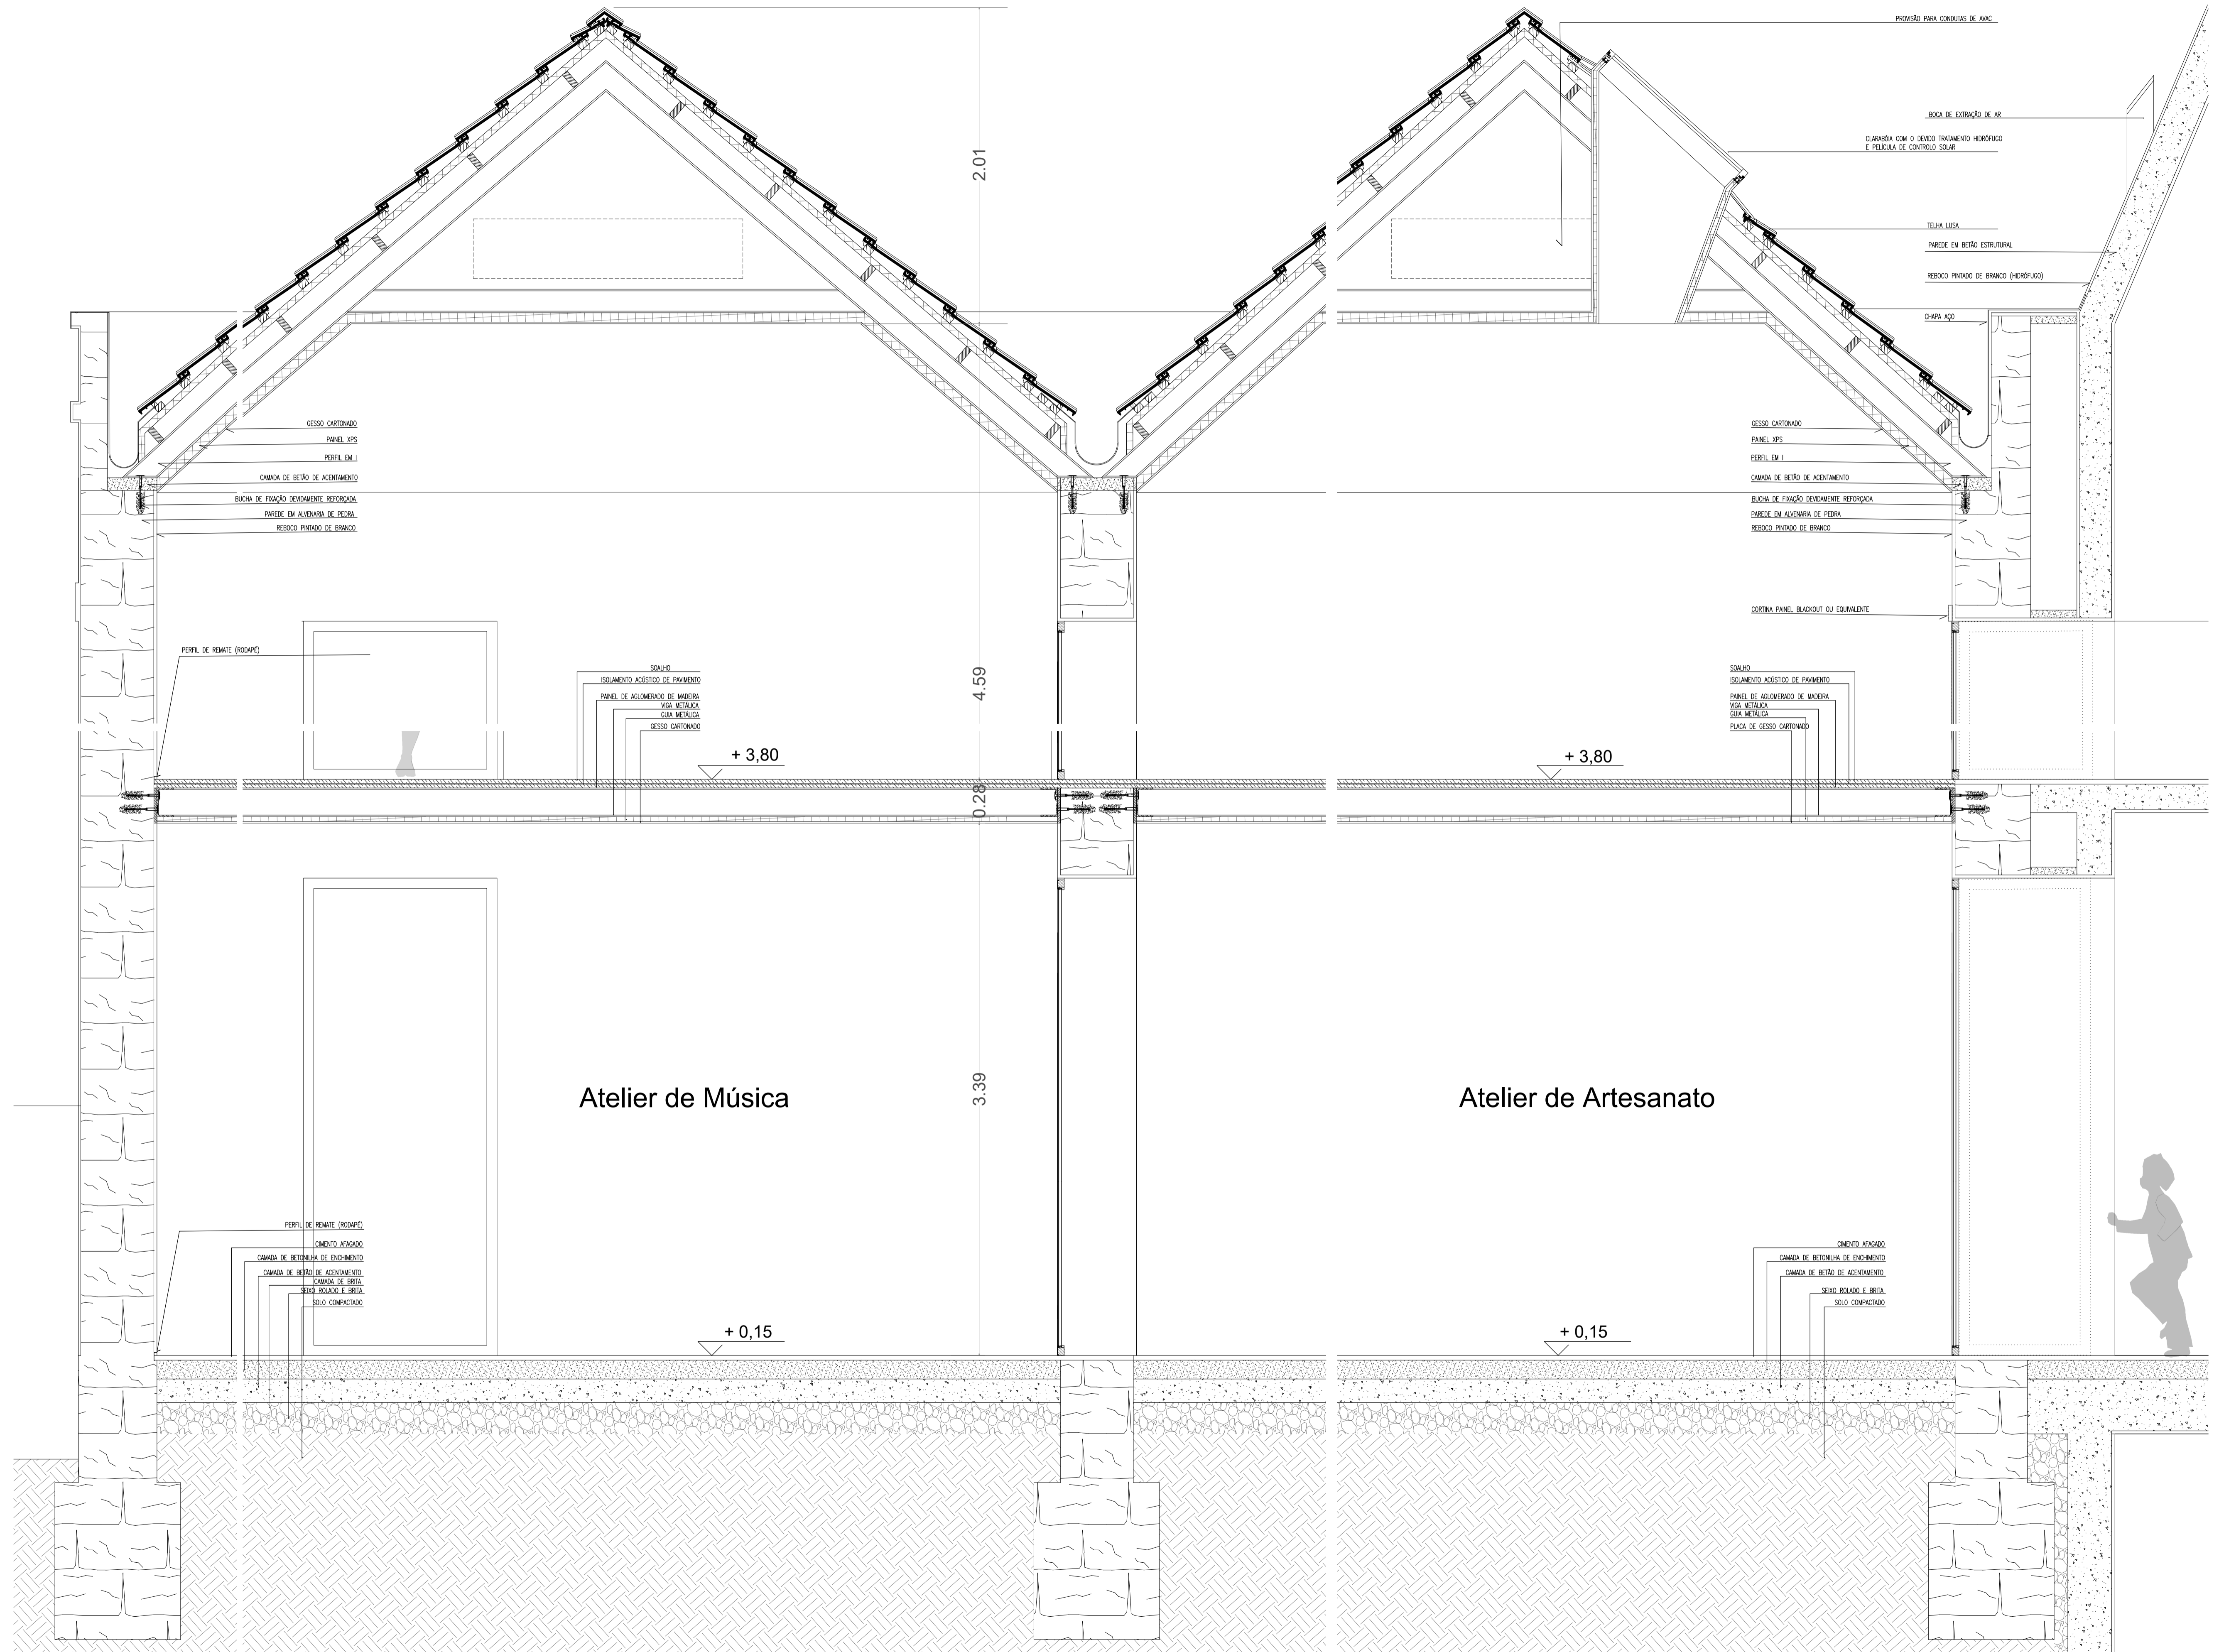 PROVISÃO PARA CONDUTAS DE AVAC
BOCA DE EXTRAÇÃO DE AR
CLARABÓIA COM O DEVIDO TRATAMENTO HIDRÓFUGO
E PELÍCULA DE CONTROLO SOLAR
2.01
TELHA LUSA
PAREDE EM BETÃO ESTRUTURAL
REBOCO PINTADO DE BRANCO (HIDRÓFUGO)
CHAPA AÇO
GESSO CARTONADO
PAINEL XPS
PERFIL EM I
CAMADA DE BETÃO DE ACENTAMENTO
BUCHA DE FIXAÇÃO DEVIDAMENTE REFORÇADA
PAREDE EM ALVENARIA DE PEDRA
REBOCO PINTADO DE BRANCO
GESSO CARTONADO
PAINEL XPS
PERFIL EM I
CAMADA DE BETÃO DE ACENTAMENTO
BUCHA DE FIXAÇÃO DEVIDAMENTE REFORÇADA
PAREDE EM ALVENARIA DE PEDRA
REBOCO PINTADO DE BRANCO
CORTINA PAINEL BLACKOUT OU EQUIVALENTE
PERFIL DE REMATE (RODAPÉ)
SOALHO
ISOLAMENTO ACÚSTICO DE PAVIMENTO
PAINEL DE AGLOMERADO DE MADEIRA
VIGA METÁLICA
GUIA METÁLICA
GESSO CARTONADO
4.59
SOALHO
ISOLAMENTO ACÚSTICO DE PAVIMENTO
PAINEL DE AGLOMERADO DE MADEIRA
VIGA METÁLICA
GUIA METÁLICA
PLACA DE GESSO CARTONADO
+ 3,80
+ 3,80
0.28
Atelier de Música
3.39
Atelier de Artesanato
PERFIL DE REMATE (RODAPÉ)
CIMENTO AFAGADO
CAMADA DE BETONILHA DE ENCHIMENTO
CAMADA DE BETÃO DE ACENTAMENTO
CAMADA DE BRITA
SEIXO ROLADO E BRITA
SOLO COMPACTADO
CIMENTO AFAGADO
CAMADA DE BETONILHA DE ENCHIMENTO
CAMADA DE BETÃO DE ACENTAMENTO
SEIXO ROLADO E BRITA
SOLO COMPACTADO
+ 0,15
+ 0,15